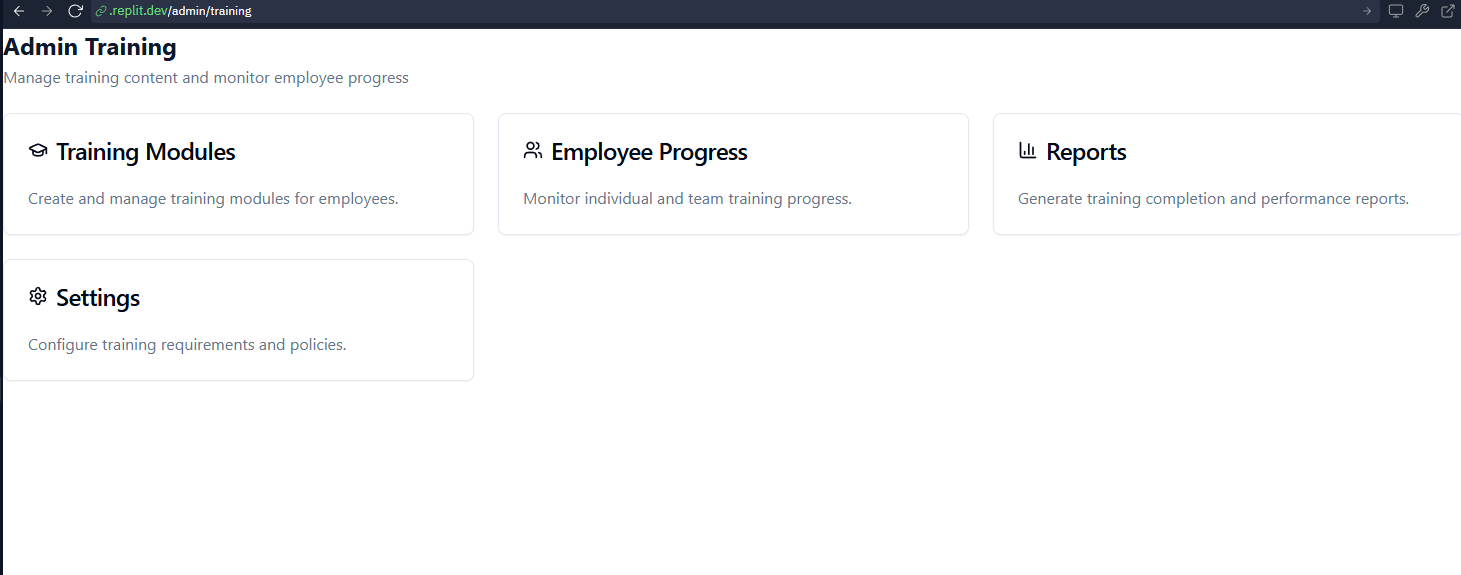 .replit.dev/admin/training
Admin Training
Manage training content and monitor employee progress
Training Modules
Create and manage training modules for employees.
Employee Progress
Monitor individual and team training progress.
Reports
Generate training completion and performance reports.
Settings
Configure training requirements and policies.